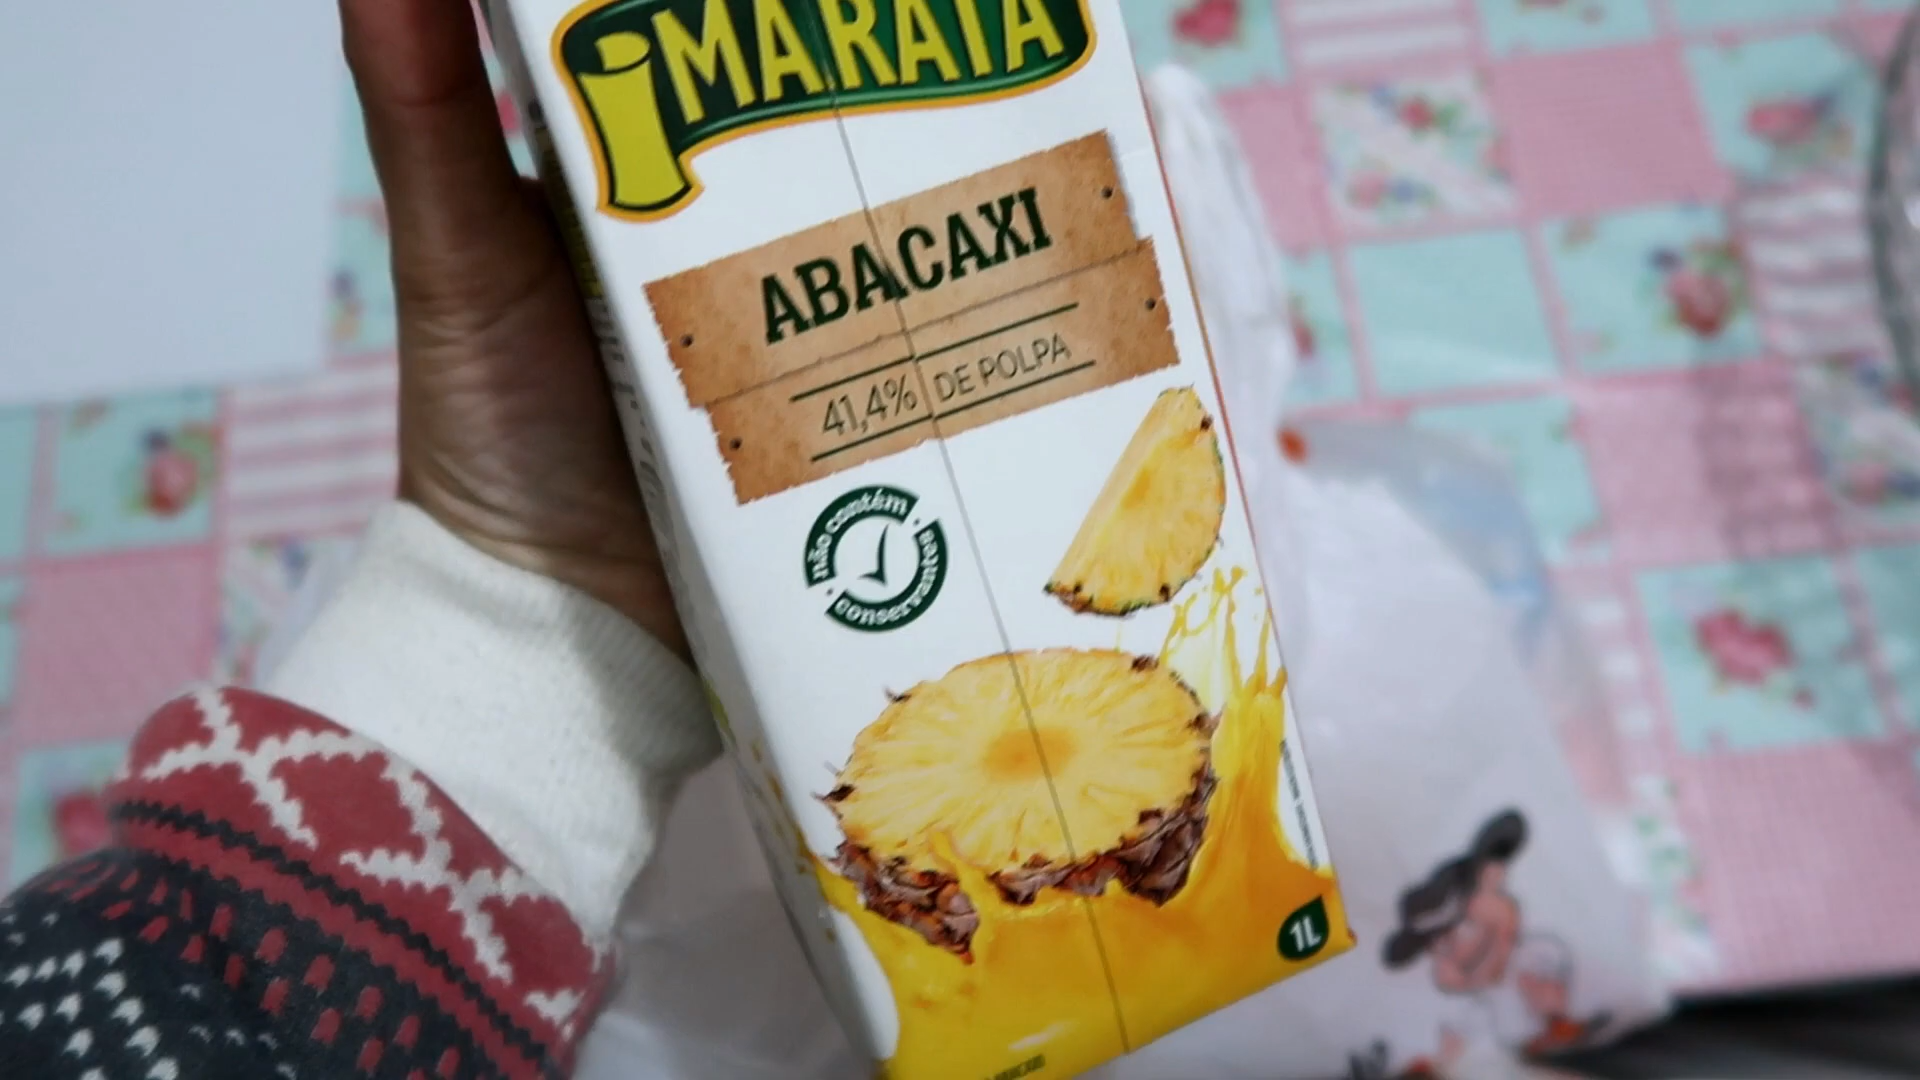 MARATÁ
ABACAXI
41,4% DE POLPA
não contém
conservantes
1L